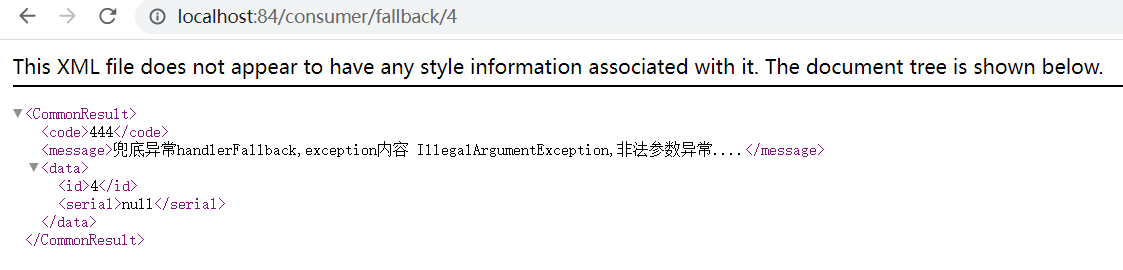 localhost:84/consumer/fallback/4
This XML file does not appear to have any style information associated with it. The document tree is shown below.
▼<CommonResult>
<code>444</code>
<message>兜底异常handlerFallback,exception内容 IllegalArgumentException,非法参数异常....</message>
▼<data>
<id>4</id>
<serial>null</serial>
</data>
</CommonResult>